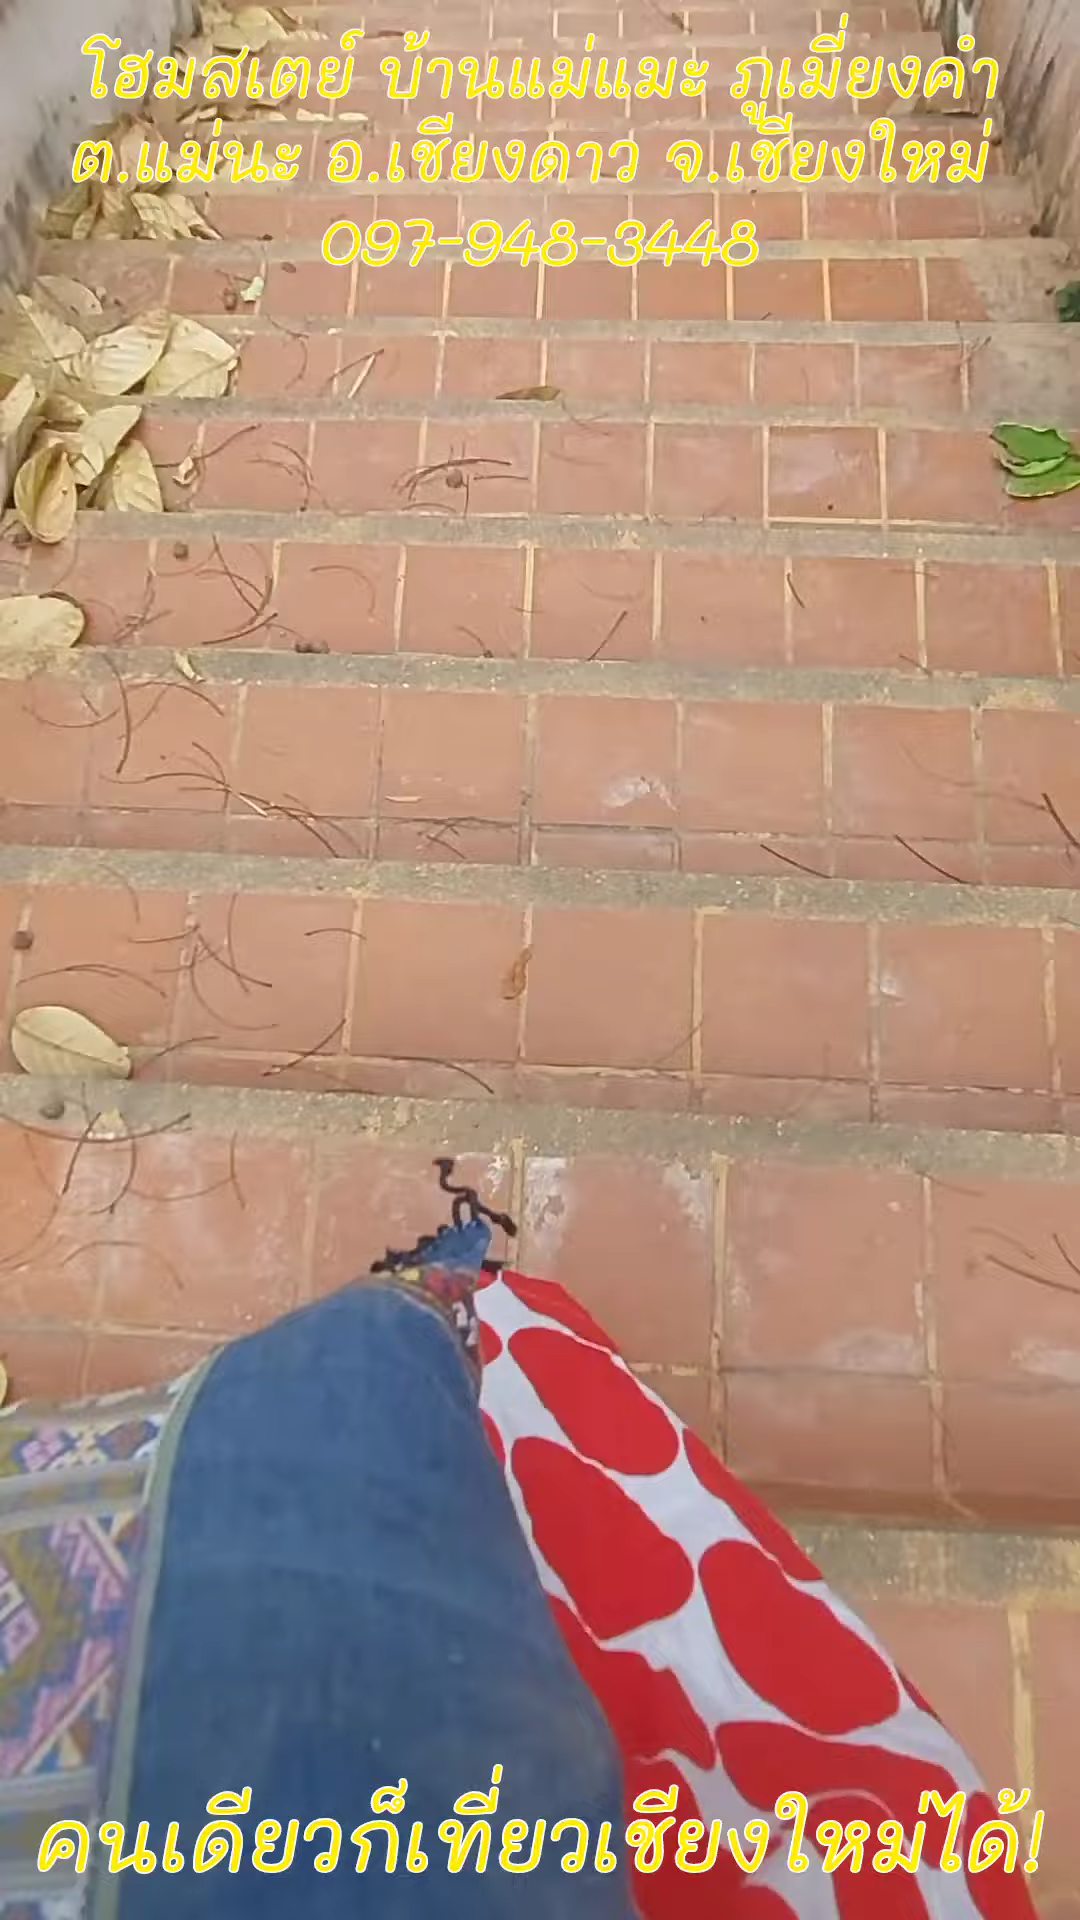 โฮมสเตย์ บ้านแม่แมะ ภูเมี่ยงคำ
ต.แม่นะ อ.เชียงดาว จ.เชียงใหม่
097-948-3448
คนเดียวก็เที่ยวเชียงใหม่ได้!